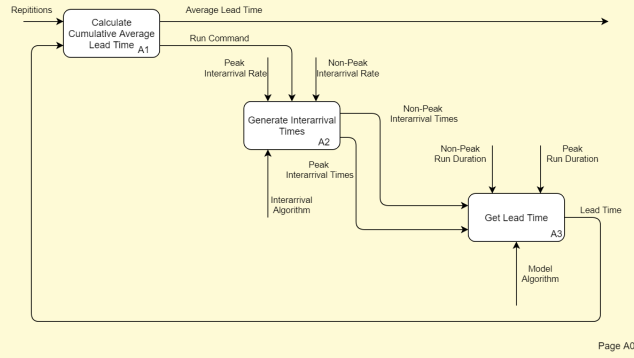 Repititions
Average Lead Time
Calculate
Cumulative Average
Lead Time
A1
Run Command
Peak
Interarrival Rate
Non-Peak
Interarrival Rate
Generate Interarrival
Times
A2
Non-Peak
Interarrival Times
Peak
Interarrival Times
Interarrival
Algorithm
Non-Peak
Run Duration
Peak
Run Duration
Get Lead Time
A3
Lead Time
Model
Algorithm
Page A0